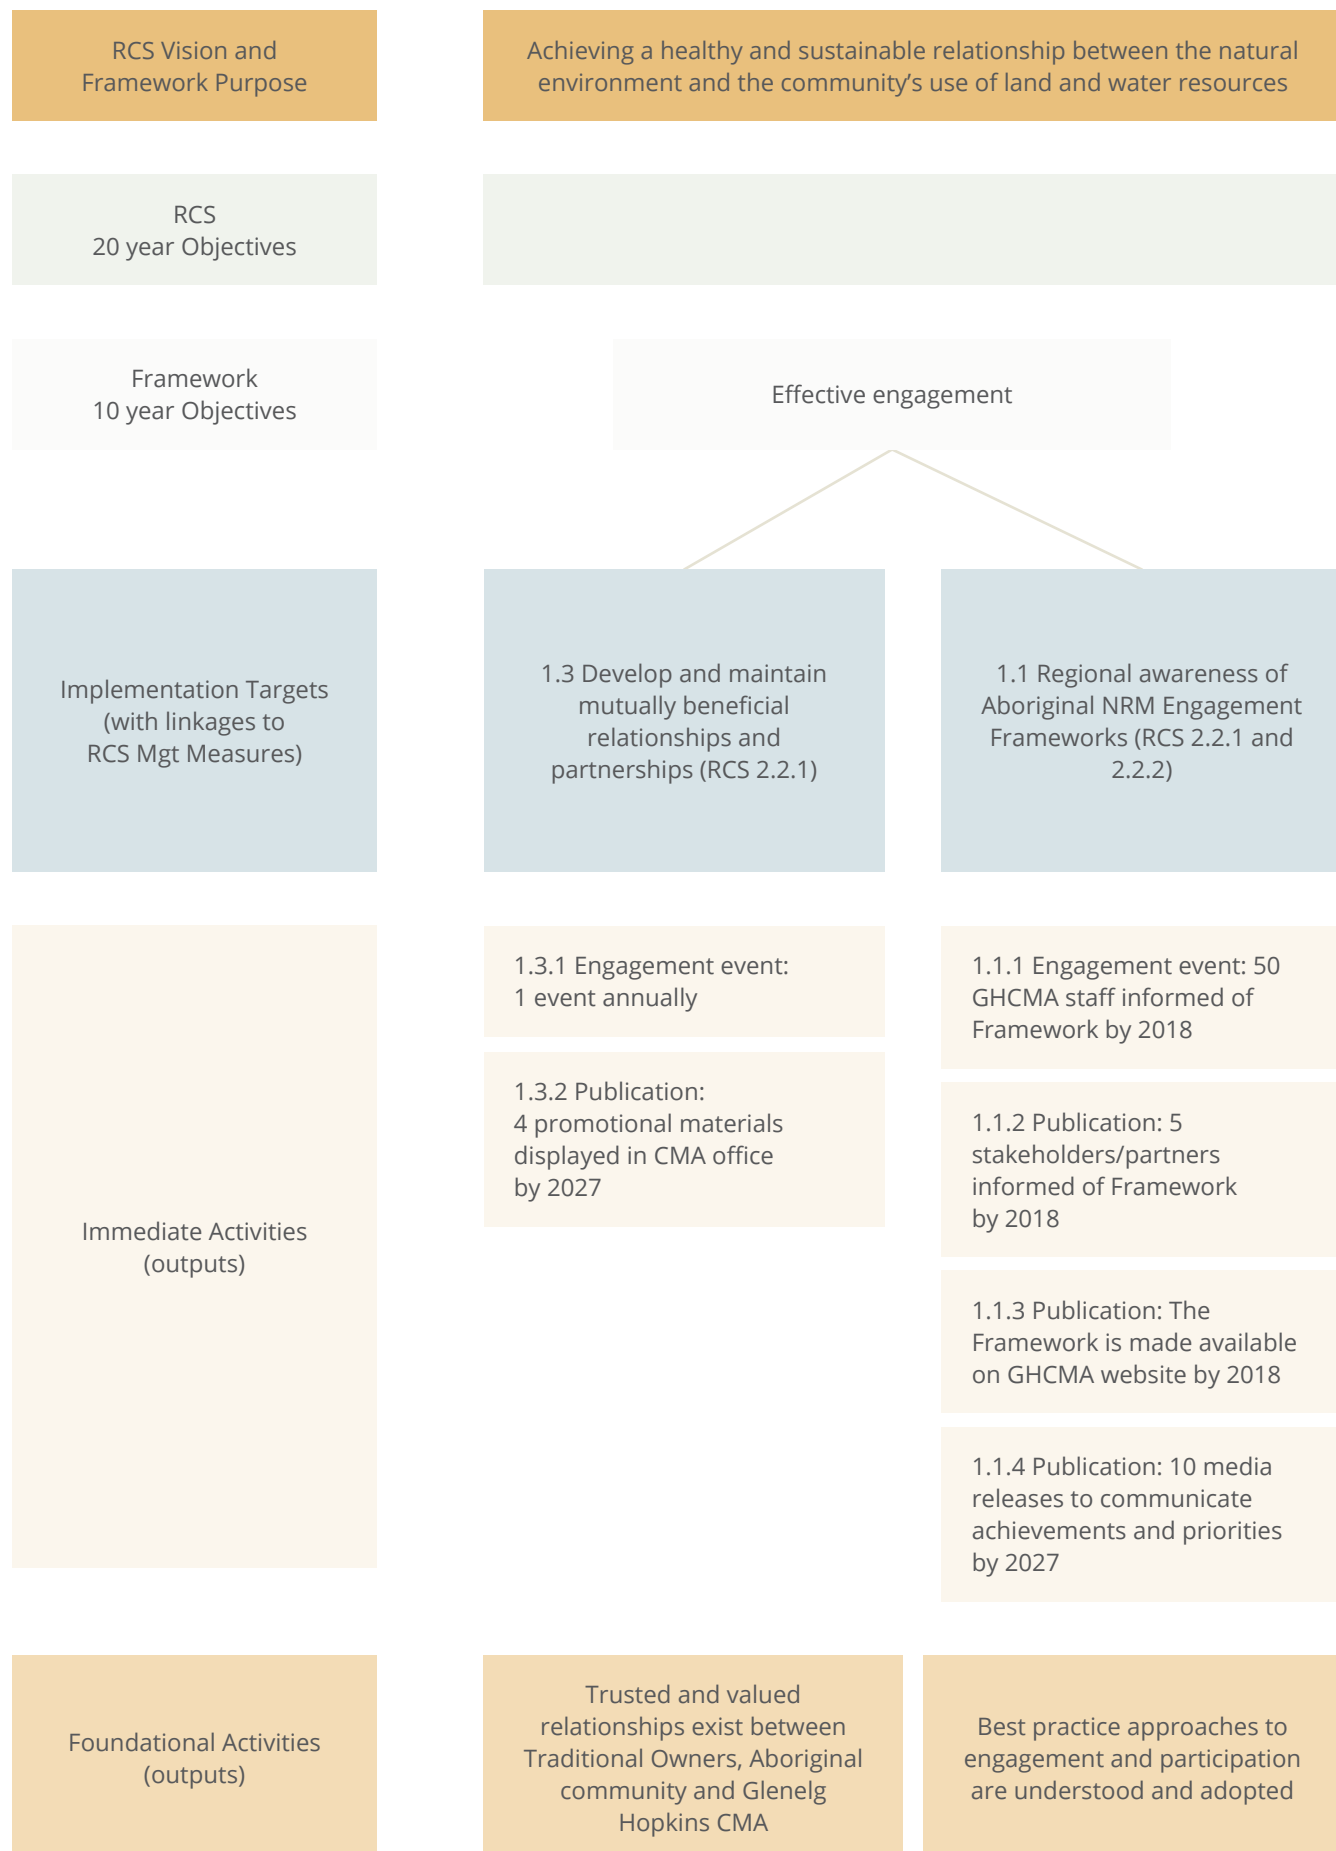 RCS Vision and
Framework Purpose
Achieving a healthy and sustainable relationship between the natural
environment and the community’s use of land and water resources
RCS
20 year Objectives
Framework
10 year Objectives
Effective engagement
Implementation Targets
(with linkages to
RCS Mgt Measures)
1.3 Develop and maintain
mutually beneficial
relationships and
partnerships (RCS 2.2.1)
1.1 Regional awareness of
Aboriginal NRM Engagement
Frameworks (RCS 2.2.1 and
2.2.2)
Immediate Activities
(outputs)
1.3.1 Engagement event:
1 event annually
1.3.2 Publication:
4 promotional materials
displayed in CMA office
by 2027
1.1.1 Engagement event: 50
GHCMA staff informed of
Framework by 2018
1.1.2 Publication: 5
stakeholders/partners
informed of Framework
by 2018
1.1.3 Publication: The
Framework is made available
on GHCMA website by 2018
1.1.4 Publication: 10 media
releases to communicate
achievements and priorities
by 2027
Foundational Activities
(outputs)
Trusted and valued
relationships exist between
Traditional Owners, Aboriginal
community and Glenelg
Hopkins CMA
Best practice approaches to
engagement and participation
are understood and adopted